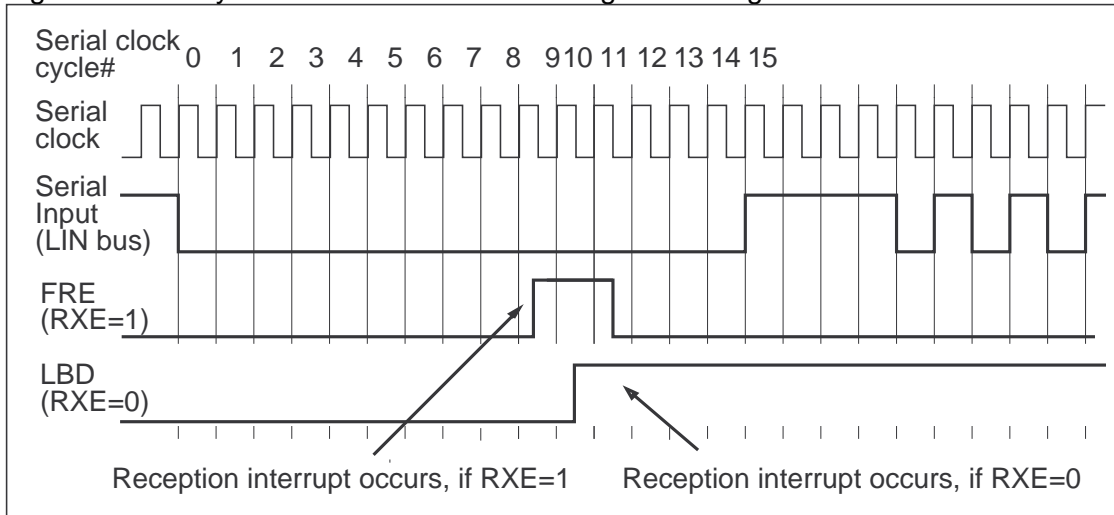 Serial clock
cycle#
0 1 2 3 4 5 6 7 8 9 10 11 12 13 14 15
Serial
clock
Serial
Input
(LIN bus)
FRE
(RXE=1)
LBD
(RXE=0)
Reception interrupt occurs, if RXE=1
Reception interrupt occurs, if RXE=0